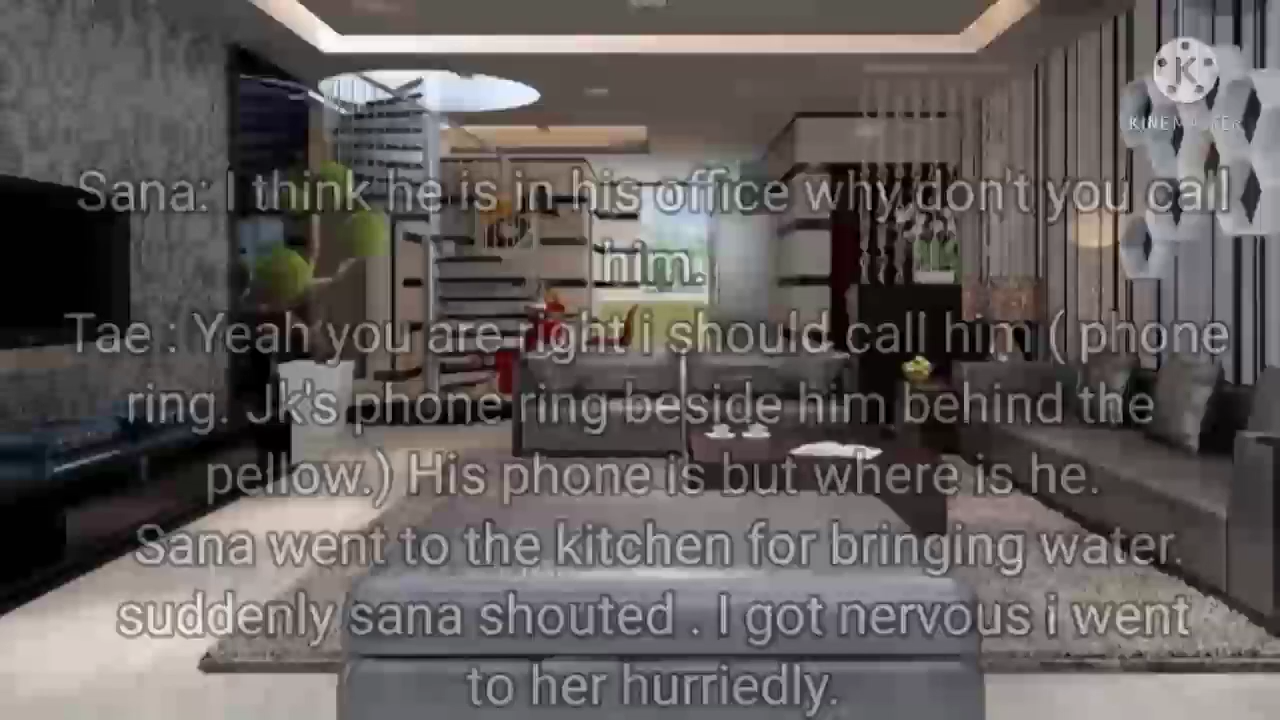 KINEMASTER
Sana: I think he is in his office why don't you call
him.
Tae : Yeah you are right i should call him ( phone
ring. Jk's phone ring beside him behind the
pellow.) His phone is but where is he.
Sana went to the kitchen for bringing water.
suddenly sana shouted . I got nervous i went
to her hurriedly.